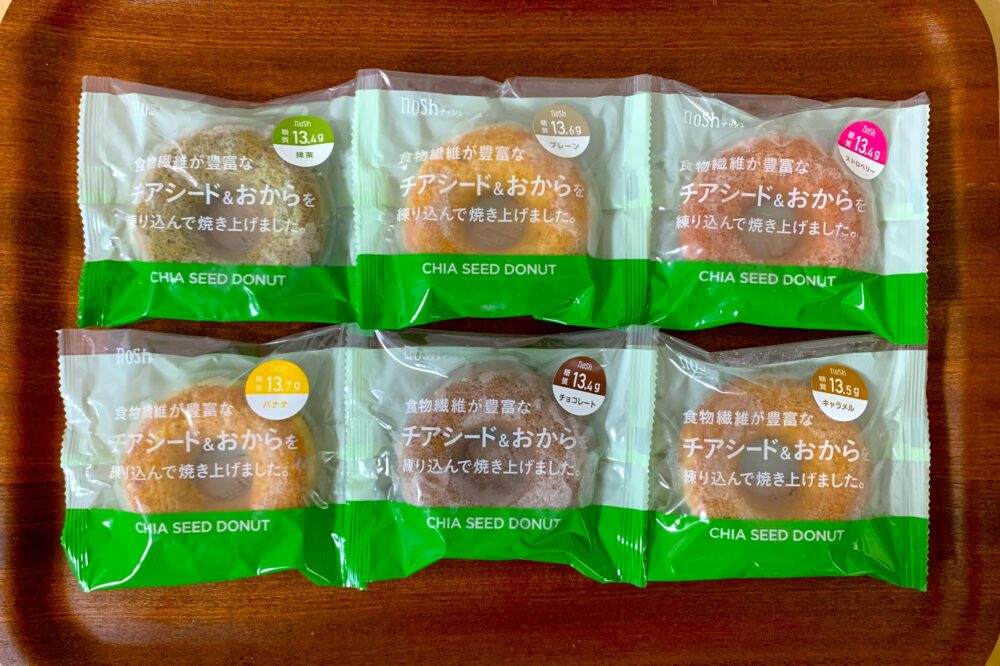 nosh ナッシュ
nosh
糖質 13.4g
抹茶
食物繊維が豊富な
チアシード&おからを
練り込んで焼き上げました。
CHIA SEED DONUT
nosh ナッシュ
nosh
糖質 13.6g
プレーン
食物繊維が豊富な
チアシード&おからを
練り込んで焼き上げました。
CHIA SEED DONUT
nosh ナッシュ
nosh
糖質 13.4g
ストロベリー
食物繊維が豊富な
チアシード&おからを
練り込んで焼き上げました。
CHIA SEED DONUT
nosh
nosh
糖質 13.7g
バナナ
食物繊維が豊富な
チアシード&おからを
練り込んで焼き上げました。
CHIA SEED DONUT
nosh
nosh
糖質 13.4g
チョコレート
食物繊維が豊富な
チアシード&おから
練り込んで焼き上げました。
CHIA SEED DONUT
nosh
nosh
糖質 13.5g
キャラメル
食物繊維が豊富な
チアシード&おからを
練り込んで焼き上げました。
CHIA SEED DONUT